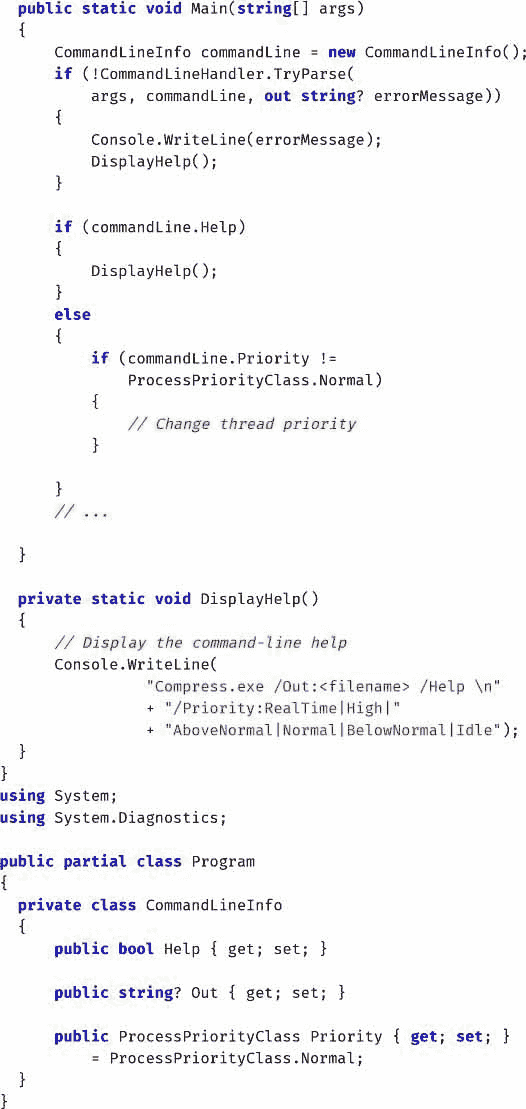 public static void Main(string[] args)
{
CommandLineInfo commandLine = new CommandLineInfo();
if (!CommandLineHandler.TryParse(
args, commandLine, out string? errorMessage))
{
Console.WriteLine(errorMessage);
DisplayHelp();
}
if (commandLine.Help)
{
DisplayHelp();
}
else
{
if (commandLine.Priority !=
ProcessPriorityClass.Normal)
{
// Change thread priority
}
}
// ...
}
private static void DisplayHelp()
{
// Display the command-line help
Console.WriteLine(
"Compress.exe /Out:<filename> /Help \n"
+ "/Priority:RealTime|High|"
+ "AboveNormal|Normal|BelowNormal|Idle");
}
}
using System;
using System.Diagnostics;
public partial class Program
{
private class CommandLineInfo
{
public bool Help { get; set; }
public string? Out { get; set; }
public ProcessPriorityClass Priority { get; set; }
= ProcessPriorityClass.Normal;
}
}